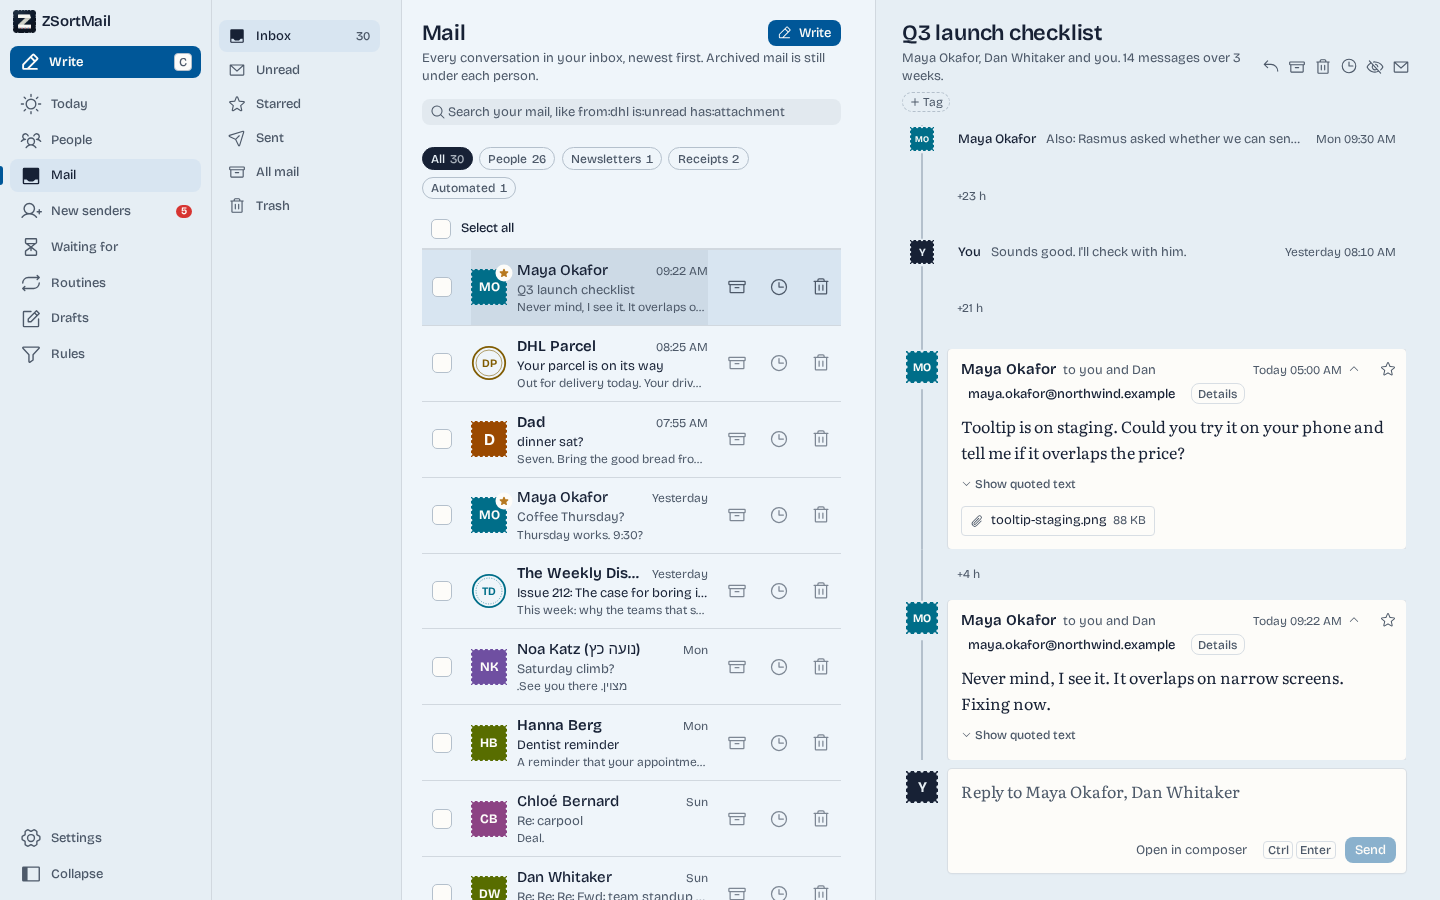 ZSortMail
Write C
Today
People
Mail
New senders 5
Waiting for
Routines
Drafts
Rules
Settings
Collapse
Inbox 30
Unread
Starred
Sent
All mail
Trash
Mail
Write
Every conversation in your inbox, newest first. Archived mail is still
under each person.
Search your mail, like from:dhl is:unread has:attachment
All 30
People 26
Newsletters 1
Receipts 2
Automated 1
Select all
MO
Maya Okafor 09:22 AM
Q3 launch checklist
Never mind, I see it. It overlaps o...
DP
DHL Parcel 08:25 AM
Your parcel is on its way
Out for delivery today. Your driv...
D
Dad 07:55 AM
dinner sat?
Seven. Bring the good bread fro...
MO
Maya Okafor Yesterday
Coffee Thursday?
Thursday works. 9:30?
TD
The Weekly Dis... Yesterday
Issue 212: The case for boring i...
This week: why the teams that s...
NK
Noa Katz (נועה כץ) Mon
Saturday climb?
.See you there .מצוין
HB
Hanna Berg Mon
Dentist reminder
A reminder that your appointme...
CB
Chloé Bernard Sun
Re: carpool
Deal.
DW
Dan Whitaker Sun
Re: Re: Re: Fwd: team standup ...
Q3 launch checklist
Maya Okafor, Dan Whitaker and you. 14 messages over 3
weeks.
+ Tag
MO
Maya Okafor Also: Rasmus asked whether we can sen... Mon 09:30 AM
+23 h
Y
You Sounds good. I'll check with him. Yesterday 08:10 AM
+21 h
MO
Maya Okafor to you and Dan Today 05:00 AM
maya.okafor@northwind.example Details
Tooltip is on staging. Could you try it on your phone and
tell me if it overlaps the price?
Show quoted text
tooltip-staging.png 88 KB
+4 h
MO
Maya Okafor to you and Dan Today 09:22 AM
maya.okafor@northwind.example Details
Never mind, I see it. It overlaps on narrow screens.
Fixing now.
Show quoted text
Y
Reply to Maya Okafor, Dan Whitaker
Open in composer Ctrl Enter Send